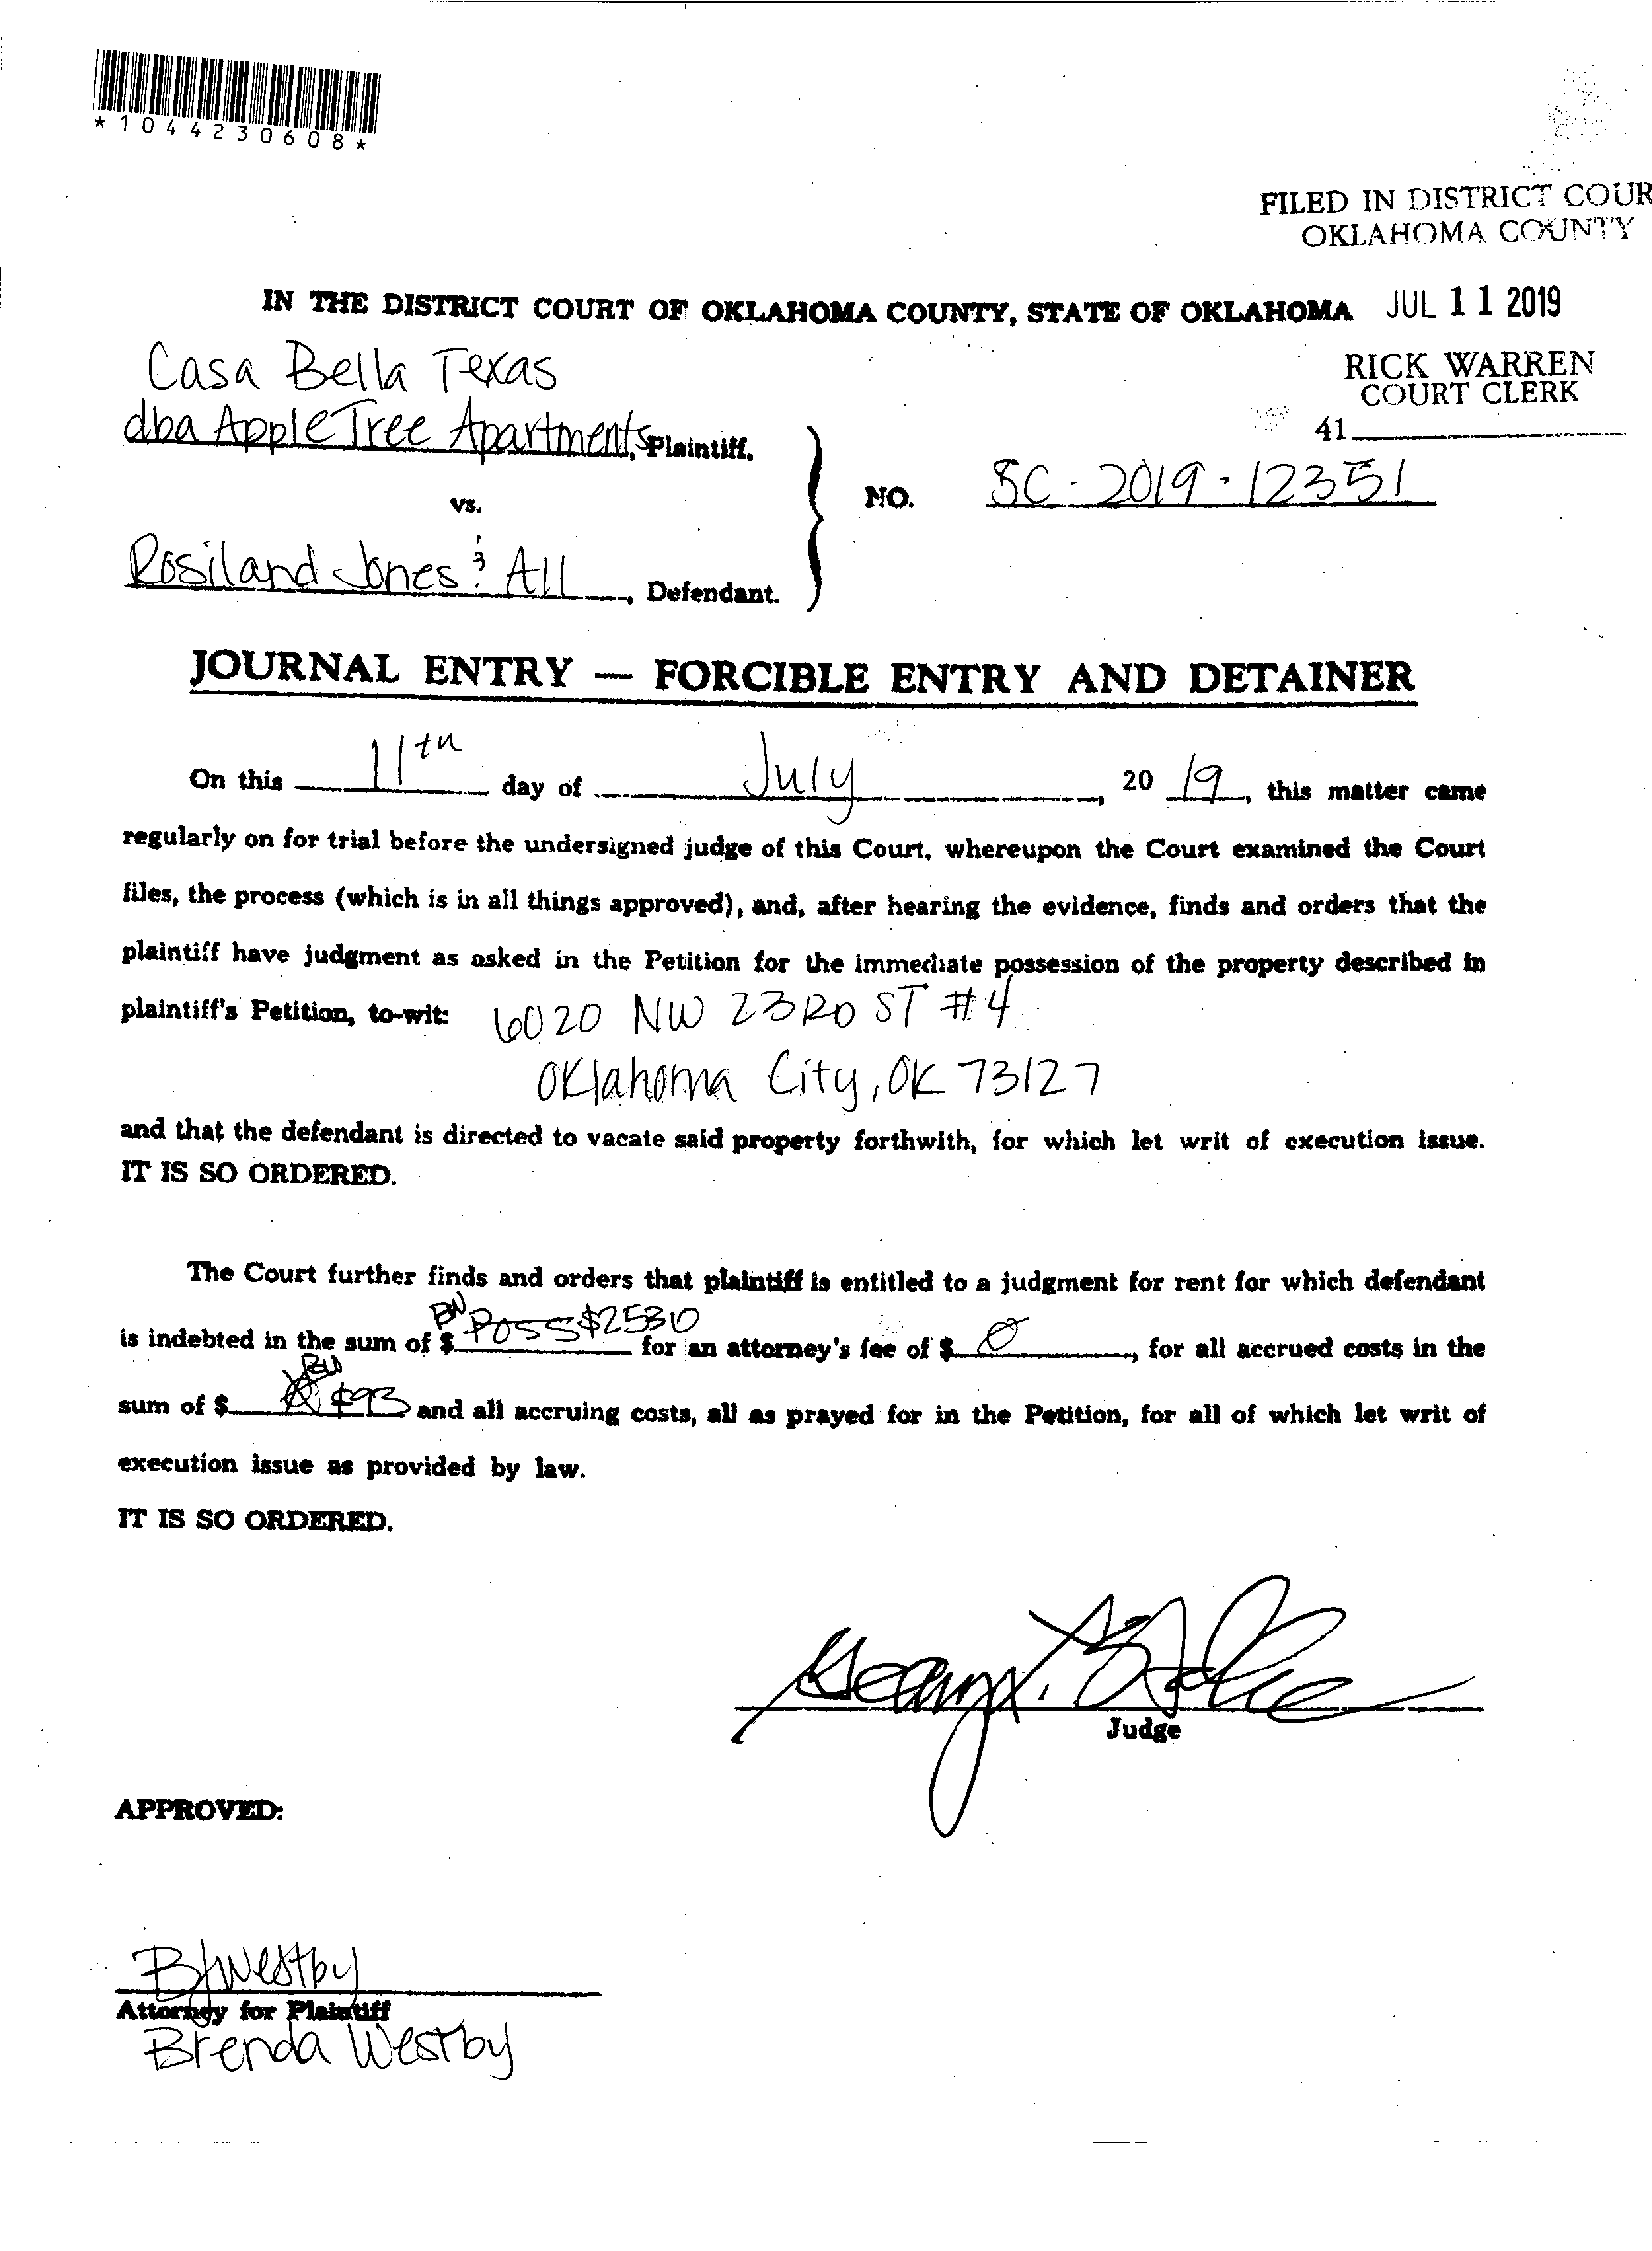 *1044230608*
FILED IN DISTRICT COUR
OKLAHOMA COUNTY
IN THE DISTRICT COURT OF OKLAHOMA COUNTY, STATE OF OKLAHOMA JUL 11 2019
Casa Bella Texas
RICK WARREN
COURT CLERK
dba AppleTree Apartments, Plaintiff,
41
vs.
NO. SC-2019-12351
Rosiland Jones & All, Defendant.
JOURNAL ENTRY — FORCIBLE ENTRY AND DETAINER
On this 11th day of July, 2019, this matter came
regularly on for trial before the undersigned judge of this Court, whereupon the Court examined the Court
files, the process (which is in all things approved), and, after hearing the evidence, finds and orders that the
plaintiff have judgment as asked in the Petition for the immediate possession of the property described in
plaintiff's Petition, to-wit: 6020 NW 23RD ST #4
Oklahoma City, OK 73127
and that the defendant is directed to vacate said property forthwith, for which let writ of execution issue.
IT IS SO ORDERED.
The Court further finds and orders that plaintiff is entitled to a judgment for rent for which defendant
BW
is indebted in the sum of $ POSS $2530 for an attorney's fee of $ 0, for all accrued costs in the
BW
sum of $ $93 and all accruing costs, all as prayed for in the Petition, for all of which let writ of
execution issue as provided by law.
IT IS SO ORDERED.
Judge
APPROVED:
BWestby
Attorney for Plaintiff
Brenda Westby